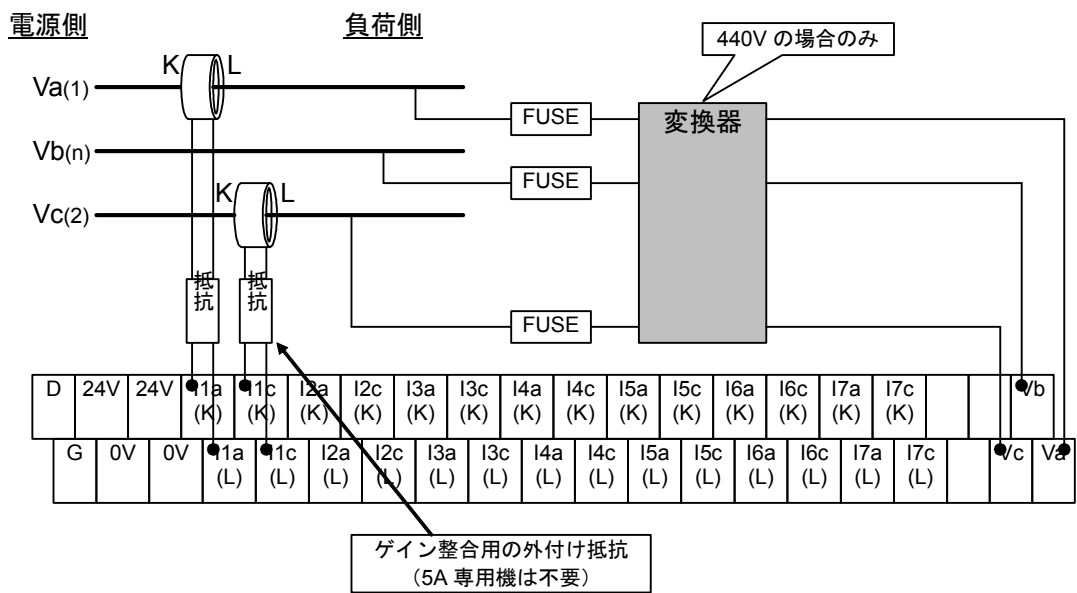 電源側 負荷側
440V の場合のみ
K L
Va(1)
FUSE 変換器
Vb(n)
FUSE
K L
Vc(2)
抵抗 抵抗
FUSE
D 24V 24V I1a (K) I1c (K) I2a (K) I2c (K) I3a (K) I3c (K) I4a (K) I4c (K) I5a (K) I5c (K) I6a (K) I6c (K) I7a (K) I7c (K) Vb
G 0V 0V I1a (L) I1c (L) I2a (L) I2c (L) I3a (L) I3c (L) I4a (L) I4c (L) I5a (L) I5c (L) I6a (L) I6c (L) I7a (L) I7c (L) Vc Va
ゲイン整合用の外付け抵抗
（5A 専用機は不要）